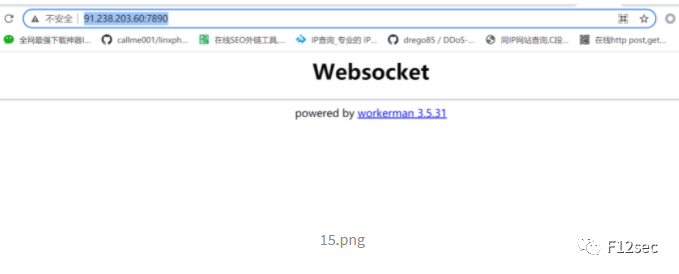 不安全 | 91.238.203.60:7890
全网最强下载神器I... callme001/linxph... 在线SEO外链工具,... IP查询_专业的 IP... drego85 / DDoS-... 同IP网站查询,C段... 在线http post,get...
Websocket
powered by workerman 3.5.31
15.png
F12sec